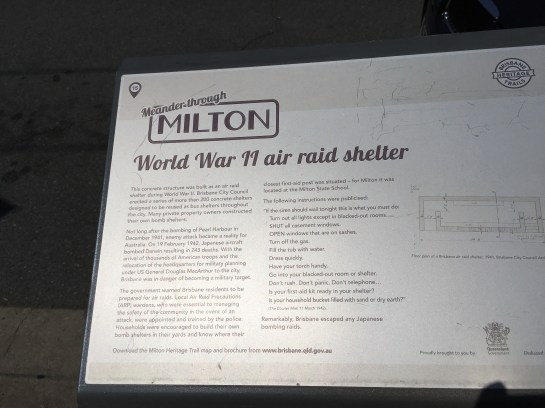 15
Meander through
MILTON
BRISBANE
HERITAGE
TRAILS
World War II air raid shelter
This concrete structure was built as an air raid
shelter during World War II. Brisbane City Council
erected a series of more than 200 concrete shelters
designed to be reused as bus shelters throughout
the city. Many private property owners constructed
their own bomb shelters.
Not long after the bombing of Pearl Harbour in
December 1941, enemy attack became a reality for
Australia. On 19 February 1942, Japanese aircraft
bombed Darwin resulting in 243 deaths. With the
arrival of thousands of American troops and the
relocation of the headquarters for military planning
under US General Douglas MacArthur to the city,
Brisbane was in danger of becoming a military target.
The government warned Brisbane residents to be
prepared for air raids. Local Air Raid Precautions
(ARP) wardens, who were essential to managing
the safety of the community in the event of an
attack, were appointed and trained by the police.
Households were encouraged to build their own
bomb shelters in their yards and know where their
closest first-aid post was situated – for Milton it was
located at the Milton State School.
The following instructions were publicised:
"If the siren should wail tonight this is what you must do:
Turn out all lights except in blacked-out rooms.
SHUT all casement windows.
OPEN windows that are on sashes.
Turn off the gas.
Fill the tub with water.
Dress quickly.
Have your torch handy.
Go into your blacked-out room or shelter.
Don't rush. Don't panic. Don't telephone...
Is your first-aid kit ready in your shelter?
Is your household bucket filled with sand or dry earth?"
Remarkably, Brisbane escaped any Japanese
bombing raids.
Download the Milton Heritage Trail map and brochure from www.brisbane.qld.gov.au
Proudly brought to you by
Queensland
Government
Dedicated